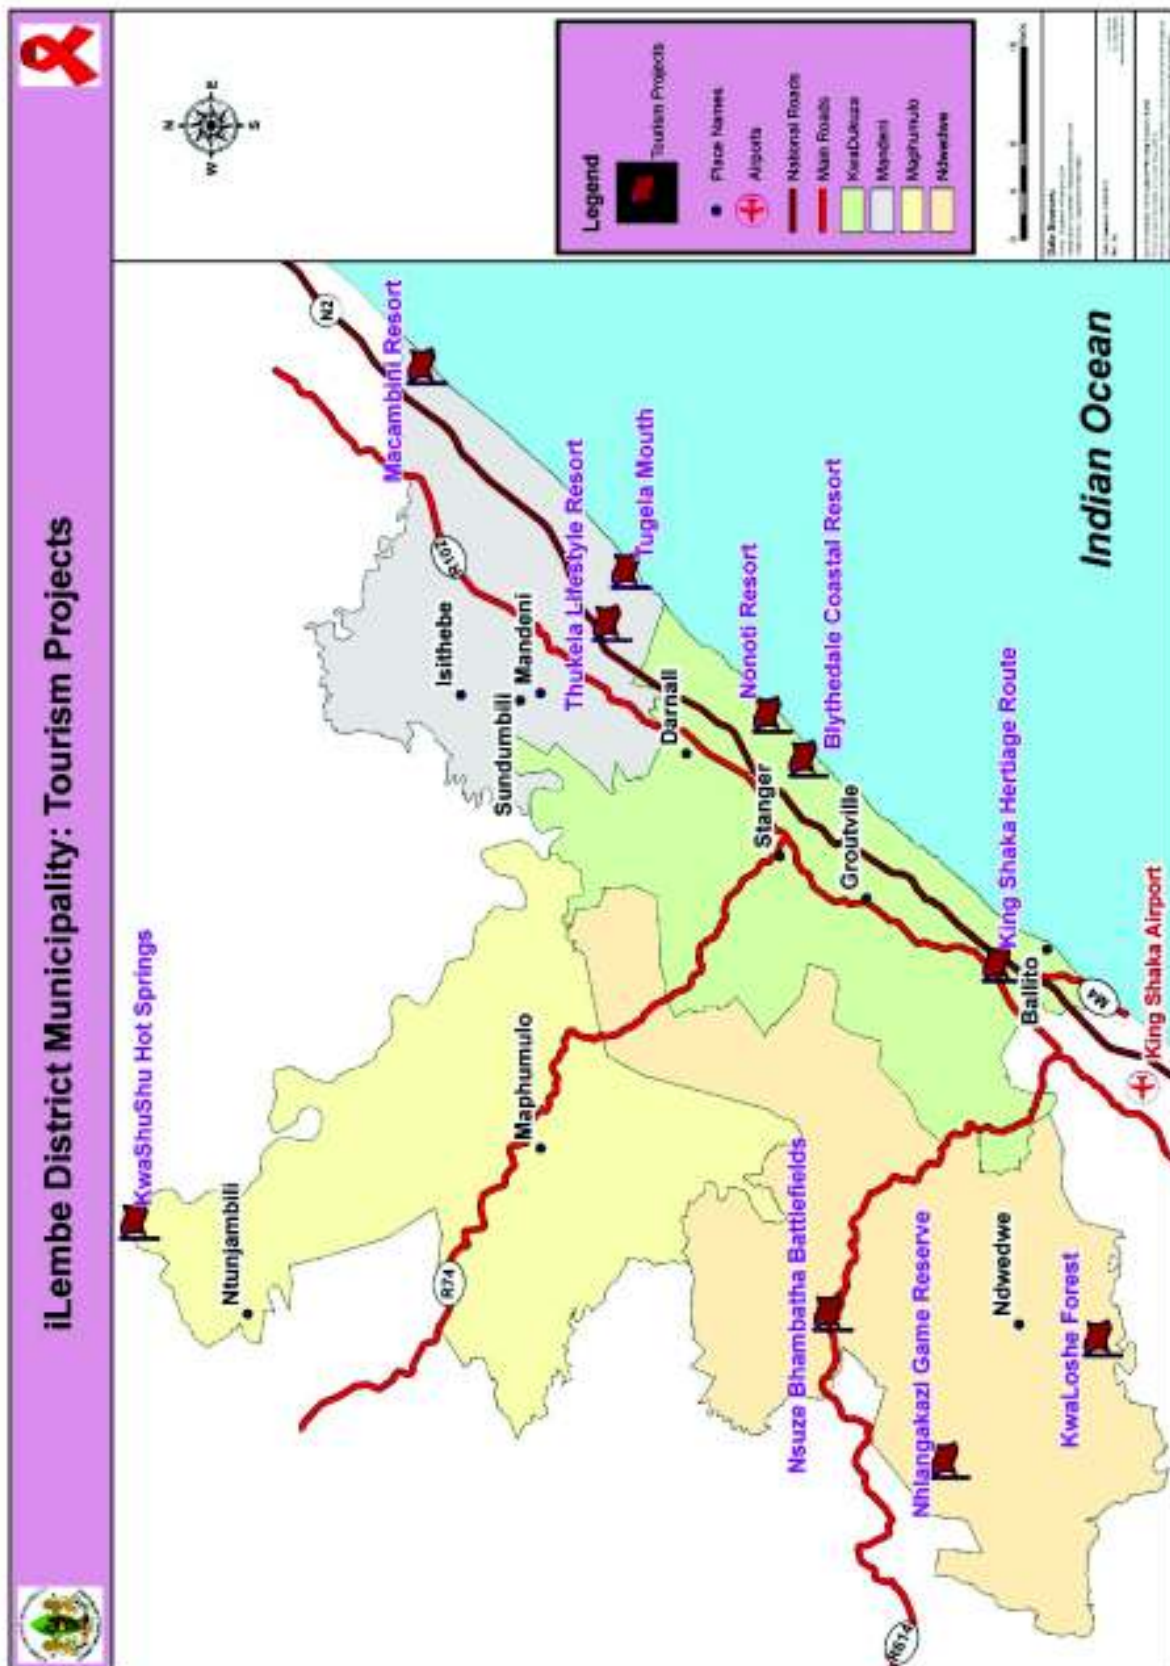 iLembe District Municipality: Tourism Projects
N
W
E
S
Legend
Tourism Projects
Place Names
Airports
National Roads
Main Roads
KwaDukuza
Mandeni
Maphumulo
Ndwedwe
Data Sources
KwaShuShu Hot Springs
Ntunjambili
R74
Maphumulo
N2
Macambini Resort
R102
Isithebe
Sundumbili
Mandeni
Thukela Lifestyle Resort
Tugela Mouth
Darnall
Nonoti Resort
Stanger
Blythedale Coastal Resort
Groutville
King Shaka Hertiage Route
Ballito
M4
King Shaka Airport
Nsuze Bhambatha Battlefields
Nhlangakazi Game Reserve
Ndwedwe
KwaLoshe Forest
R614
Indian Ocean